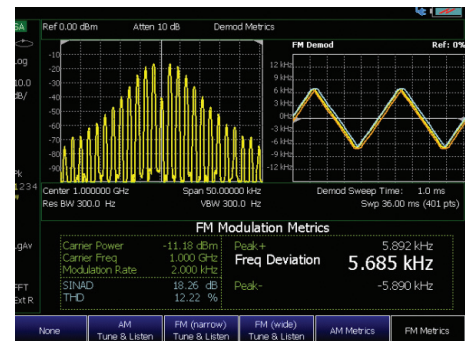 SA Ref 0.00 dBm Atten 10 dB Demod Metrics
FM Demod Ref: 0%
-10
-20
-30
-40
-50
-60
-70
-80
-90
12 kHz
9 kHz
6 kHz
3 kHz
0Hz
-3 kHz
-6 kHz
-9 kHz
-12 kHz
Log
10.0
dB/
Pk
1234
LgAv
FFT
Ext R
Center 1.000000 GHz Span 50.00000 kHz Demod Sweep Time: 1.0 ms
Res BW 300.0 Hz VBW 300.0 Hz Swp 36.00 ms (401 pts)
FM Modulation Metrics
Carrier Power -11.18 dBm Peak+ 5.892 kHz
Carrier Freq 1.000 GHz Freq Deviation 5.685 kHz
Modulation Rate 2.000 kHz
SINAD 18.26 dB Peak- -5.890 kHz
THD 12.22 %
None
AM
Tune & Listen
FM (narrow)
Tune & Listen
FM (wide)
Tune & Listen
AM Metrics
FM Metrics